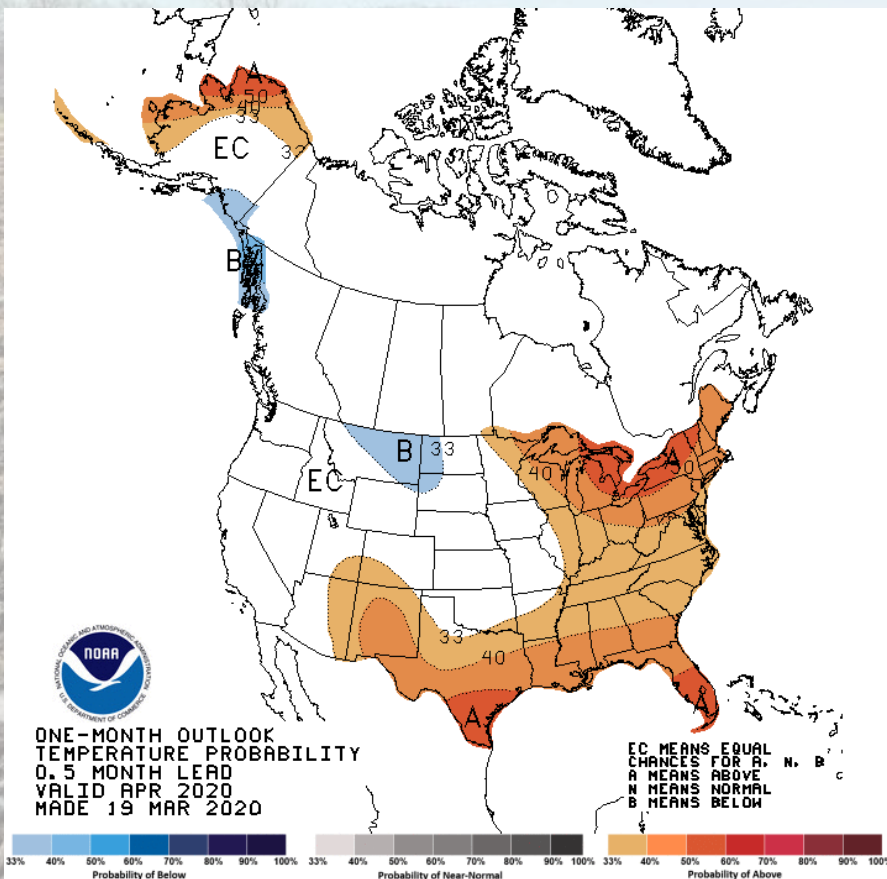 A
50
40
33
EC
33
B
B
33
EC
40
A
33
40
A
A
NATIONAL OCEANIC AND ATMOSPHERIC ADMINISTRATION
NOAA
U.S. DEPARTMENT OF COMMERCE
ONE-MONTH OUTLOOK
TEMPERATURE PROBABILITY
0.5 MONTH LEAD
VALID APR 2020
MADE 19 MAR 2020
EC MEANS EQUAL
CHANCES FOR A, N, B
A MEANS ABOVE
N MEANS NORMAL
B MEANS BELOW
33% 40% 50% 60% 70% 80% 90% 100%
Probability of Below
33% 40% 50% 60% 70% 80% 90% 100%
Probability of Near-Normal
33% 40% 50% 60% 70% 80% 90% 100%
Probability of Above